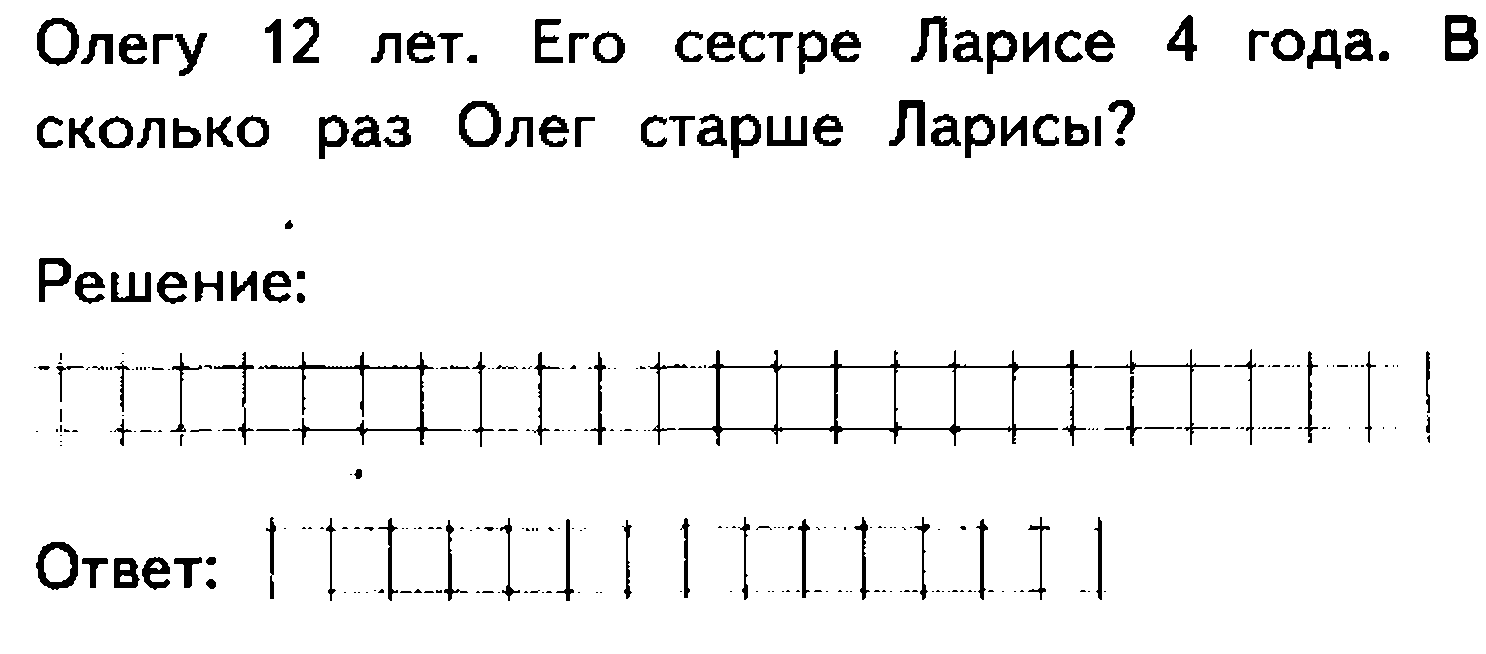 Олегу 12 лет. Его сестре Ларисе 4 года. В
сколько раз Олег старше Ларисы?
Решение:
Ответ: